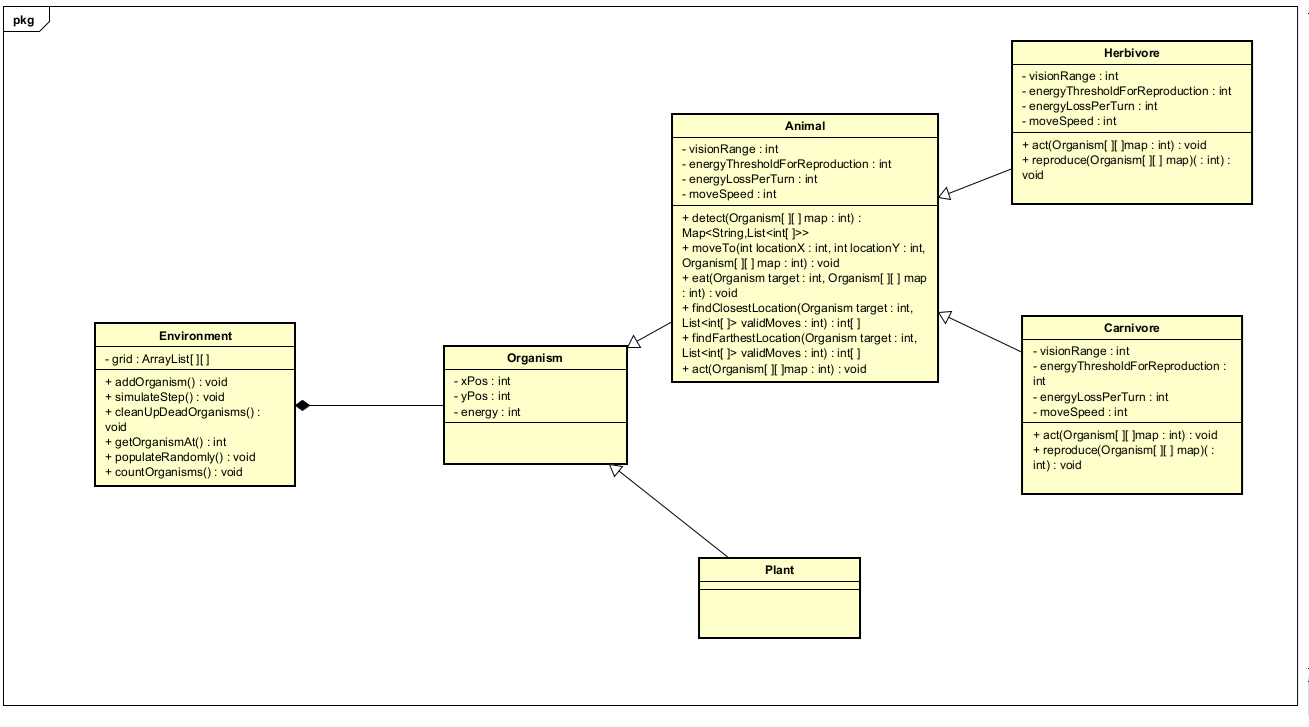 pkg
Environment
- grid : ArrayList[ ][ ]
+ addOrganism() : void
+ simulateStep() : void
+ cleanUpDeadOrganisms() :
void
+ getOrganismAt() : int
+ populateRandomly() : void
+ countOrganisms() : void
Organism
- xPos : int
- yPos : int
- energy : int
Animal
- visionRange : int
- energyThresholdForReproduction : int
- energyLossPerTurn : int
- moveSpeed : int
+ detect(Organism[ ][ ] map : int) :
Map<String,List<int[ ]>>
+ moveTo(int locationX : int, int locationY : int,
Organism[ ][ ] map : int) : void
+ eat(Organism target : int, Organism[ ][ ] map
: int) : void
+ findClosestLocation(Organism target : int,
List<int[ ]> validMoves : int) : int[ ]
+ findFarthestLocation(Organism target : int,
List<int[ ]> validMoves : int) : int[ ]
+ act(Organism[ ][ ]map : int) : void
Herbivore
- visionRange : int
- energyThresholdForReproduction : int
- energyLossPerTurn : int
- moveSpeed : int
+ act(Organism[ ][ ]map : int) : void
+ reproduce(Organism[ ][ ] map)( : int) :
void
Carnivore
- visionRange : int
- energyThresholdForReproduction :
int
- energyLossPerTurn : int
- moveSpeed : int
+ act(Organism[ ][ ]map : int) : void
+ reproduce(Organism[ ][ ] map)( :
int) : void
Plant